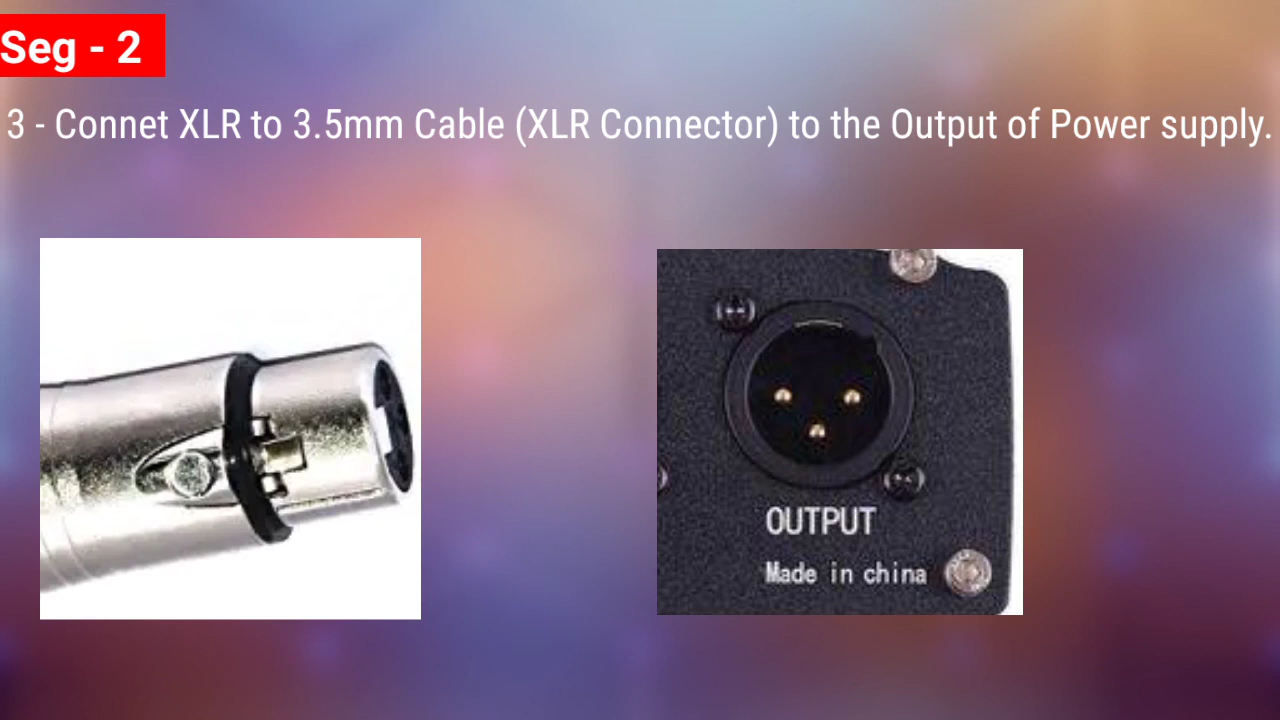 Seg - 2
3 - Connet XLR to 3.5mm Cable (XLR Connector) to the Output of Power supply.
OUTPUT
Made in china